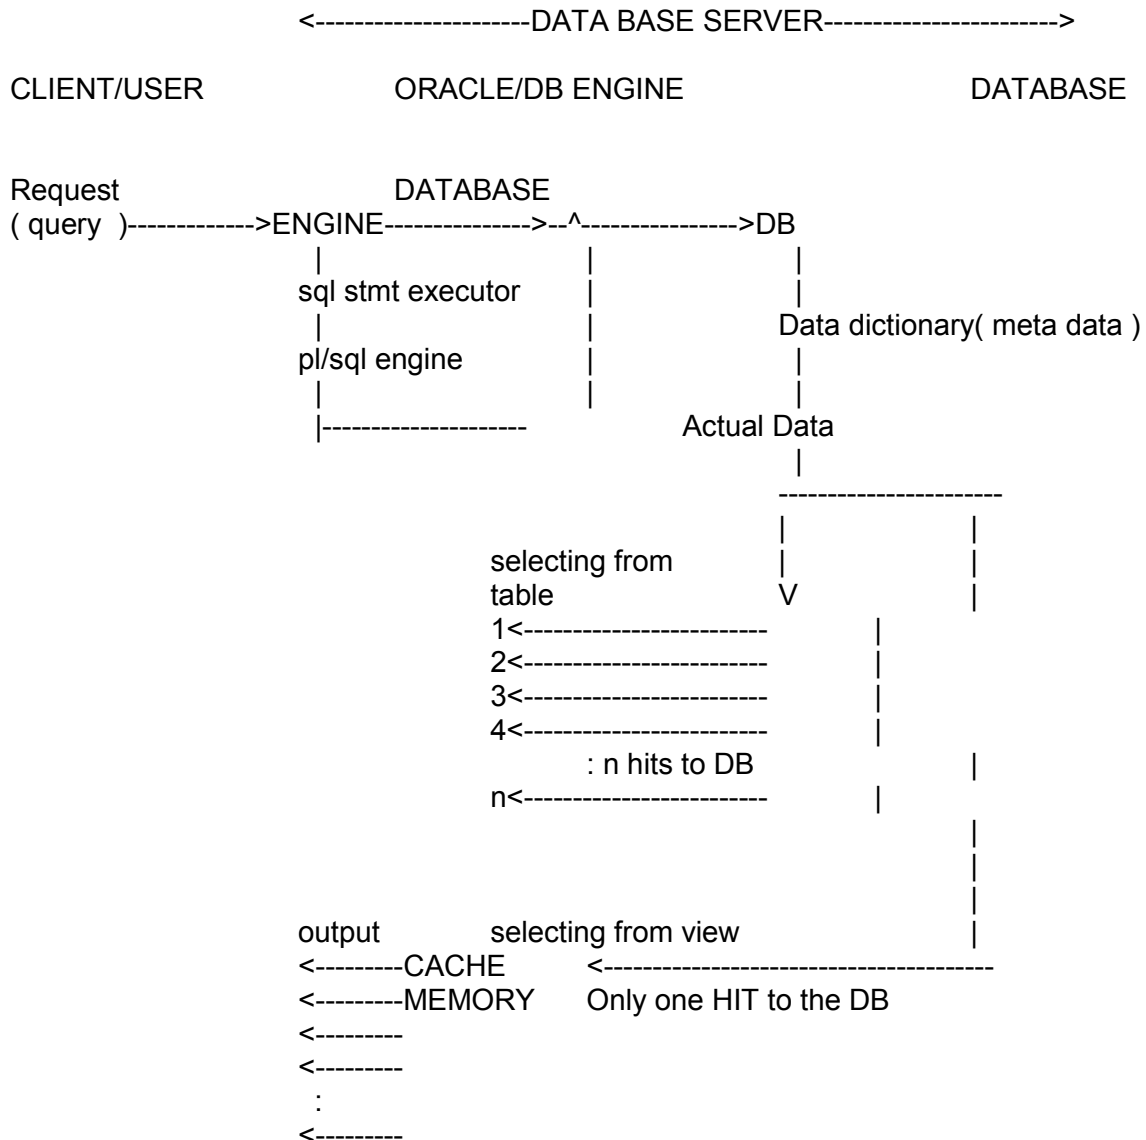 <----------------------DATA BASE SERVER------------------------>
CLIENT/USER ORACLE/DB ENGINE DATABASE
Request DATABASE
( query )------------->ENGINE--------------->--^---------------->DB
| | |
sql stmt executor | |
| | Data dictionary( meta data )
pl/sql engine | |
| | |
|--------------------- Actual Data
|
-----------------------
| |
selecting from | |
table V |
1<------------------------- |
2<------------------------- |
3<------------------------- |
4<------------------------- |
: n hits to DB |
n<------------------------- |
|
|
|
output selecting from view |
<---------CACHE <----------------------------------------
<---------MEMORY Only one HIT to the DB
<---------
<---------
:
<---------